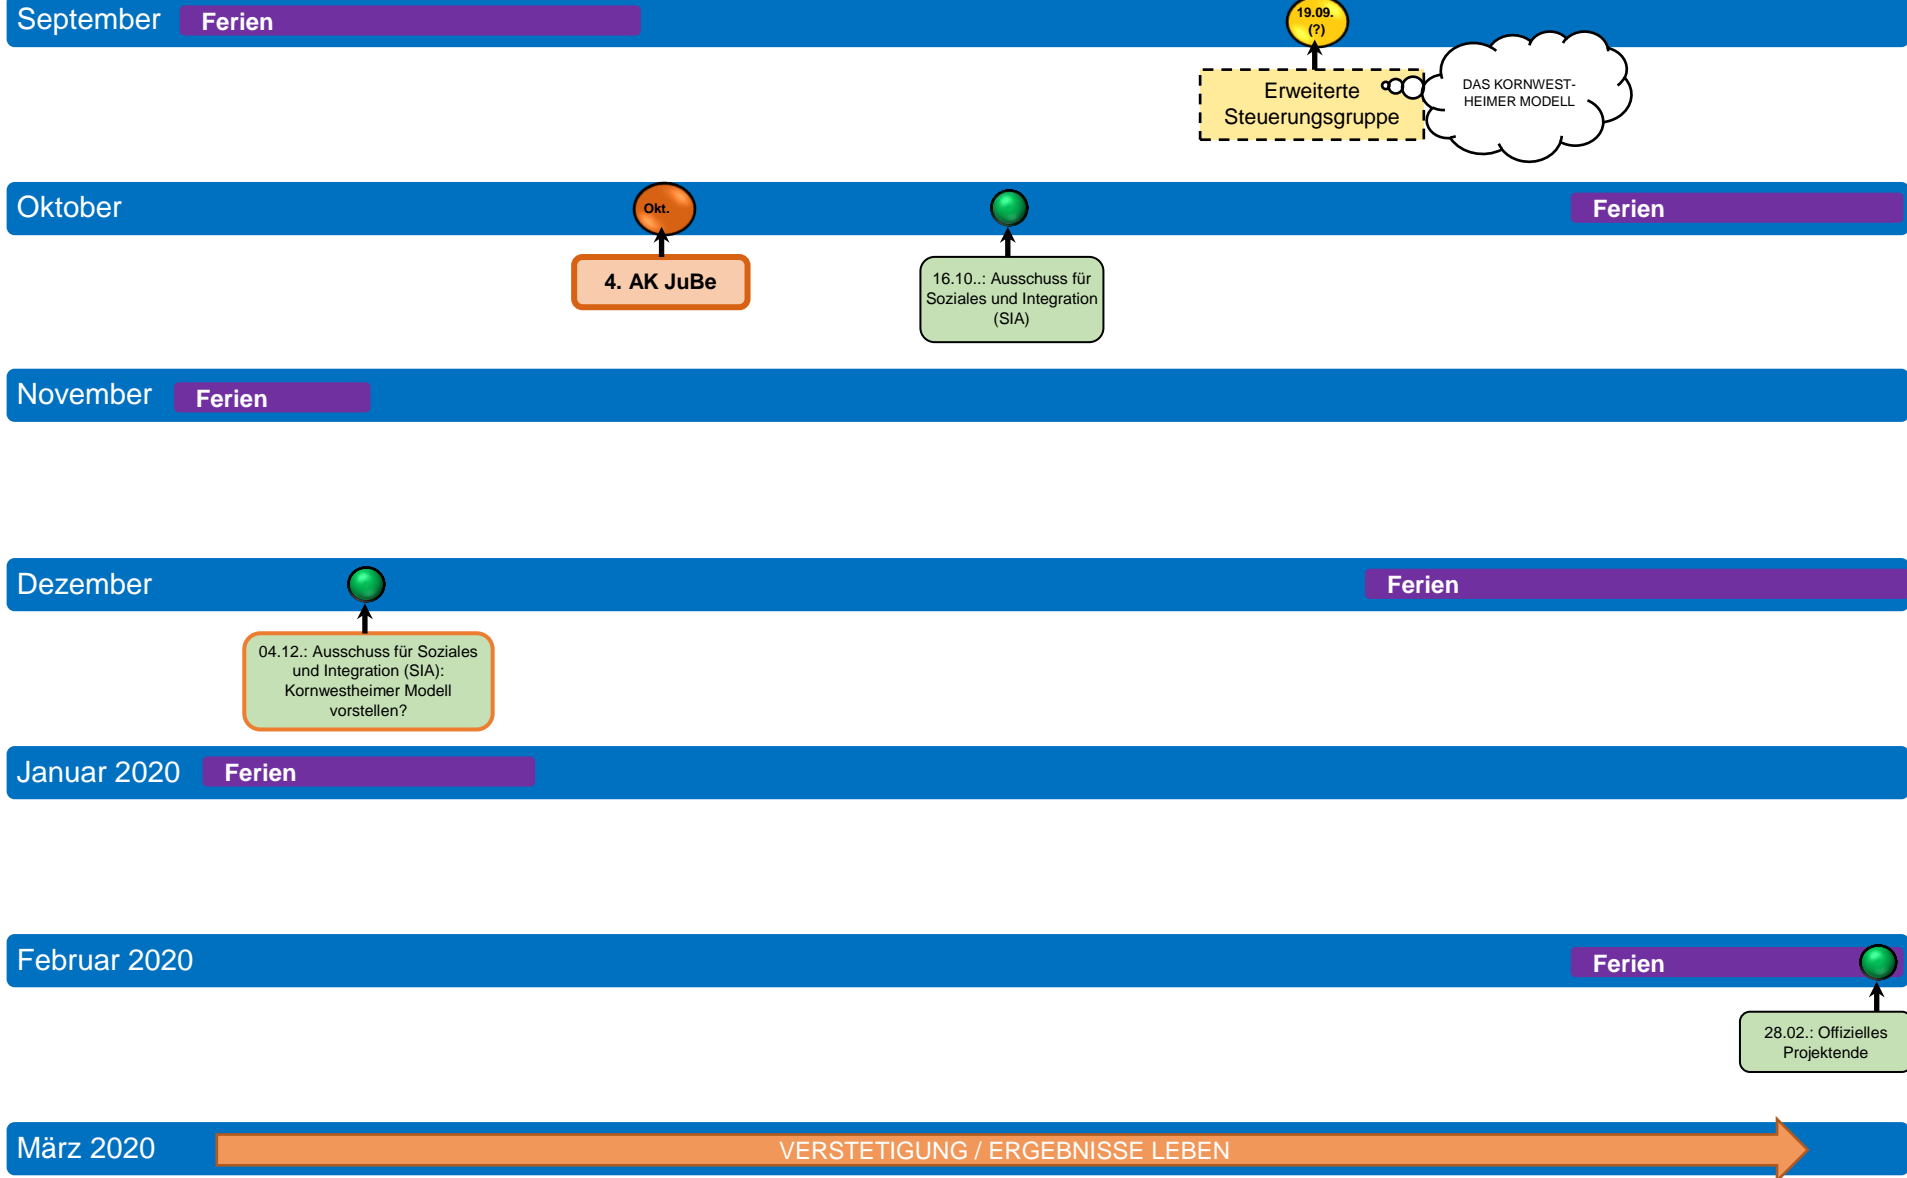 September
Ferien
19.09.
(?)
Erweiterte
Steuerungsgruppe
DAS KORNWEST-
HEIMER MODELL
Oktober
Okt.
Ferien
4. AK JuBe
16.10..: Ausschuss für
Soziales und Integration
(SIA)
November
Ferien
Dezember
Ferien
04.12.: Ausschuss für Soziales
und Integration (SIA):
Kornwestheimer Modell
vorstellen?
Januar 2020
Ferien
Februar 2020
Ferien
28.02.: Offizielles
Projektende
März 2020
VERSTETIGUNG / ERGEBNISSE LEBEN